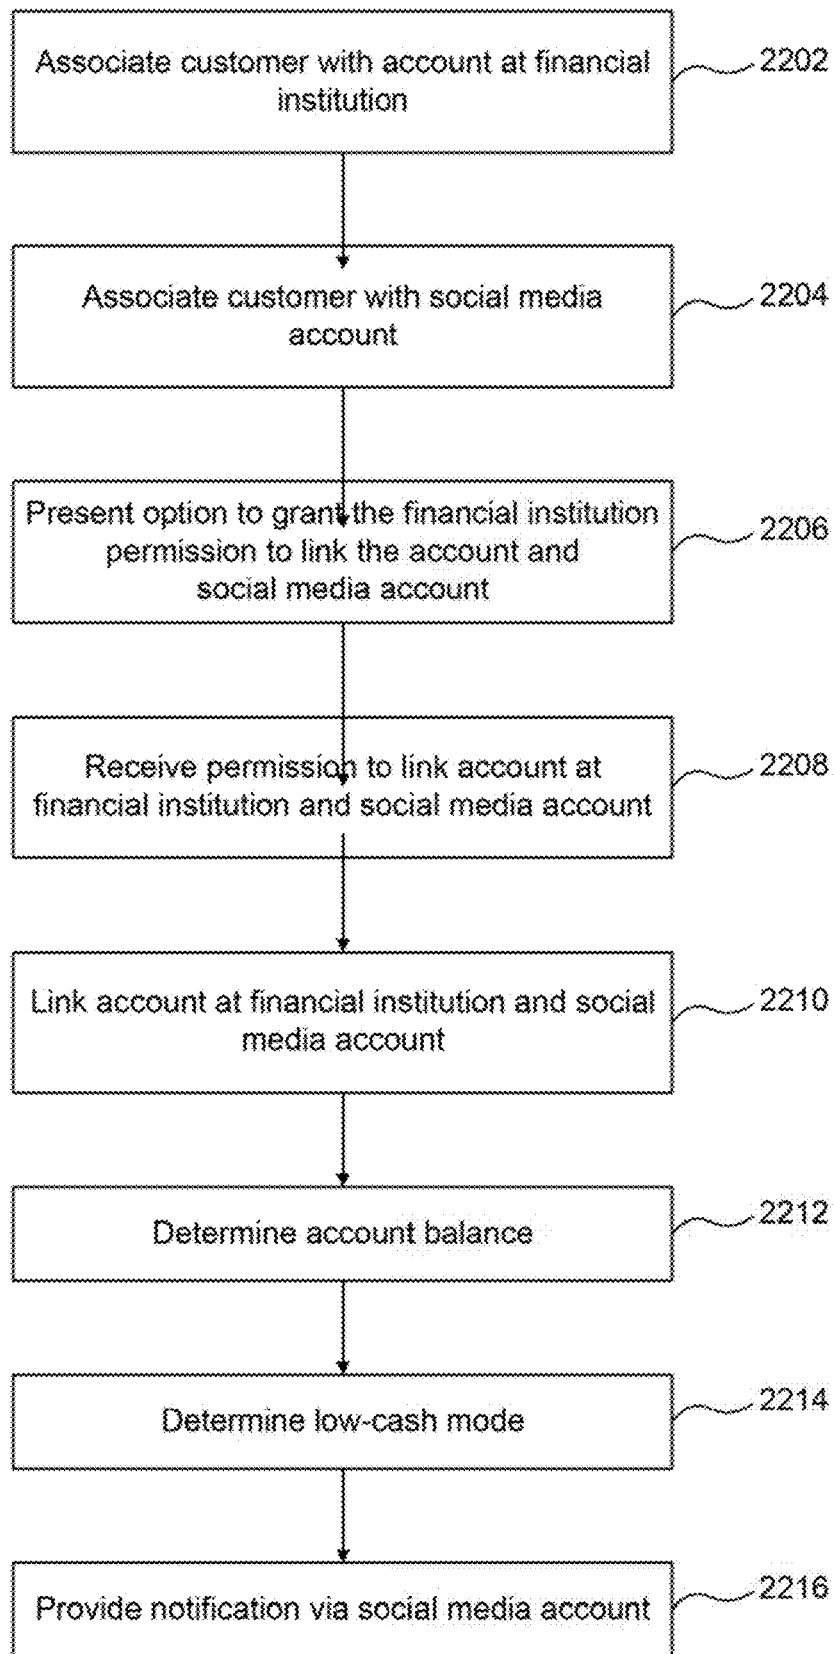 Associate customer with account at financial
institution
2202
Associate customer with social media
account
2204
Present option to grant the financial institution
permission to link the account and
social media account
2206
Receive permission to link account at
financial institution and social media account
2208
Link account at financial institution and social
media account
2210
Determine account balance
2212
Determine low-cash mode
2214
Provide notification via social media account
2216